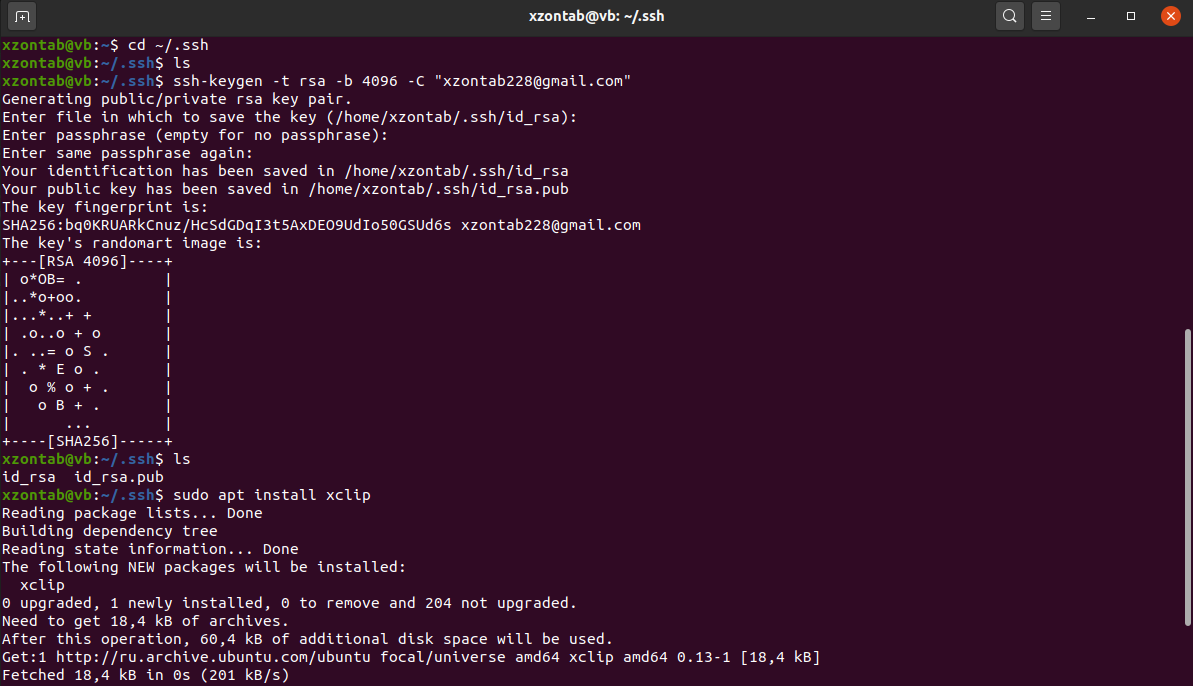 xzontab@vb: ~/.ssh
xzontab@vb:~$ cd ~/.ssh
xzontab@vb:~/.ssh$ ls
xzontab@vb:~/.ssh$ ssh-keygen -t rsa -b 4096 -C "xzontab228@gmail.com"
Generating public/private rsa key pair.
Enter file in which to save the key (/home/xzontab/.ssh/id_rsa):
Enter passphrase (empty for no passphrase):
Enter same passphrase again:
Your identification has been saved in /home/xzontab/.ssh/id_rsa
Your public key has been saved in /home/xzontab/.ssh/id_rsa.pub
The key fingerprint is:
SHA256:bq0KRUARkCnuz/HcSdGDqI3t5AxDEO9UdIo50GSUd6s xzontab228@gmail.com
The key's randomart image is:
+---[RSA 4096]----+
| o*OB= .         |
|..*o+oo.         |
|...*..+ +        |
| .o..o + o       |
|. ..= o S .      |
| . * E o .       |
|  o % o + .      |
|   o B + .       |
|      ...        |
+----[SHA256]-----+
xzontab@vb:~/.ssh$ ls
id_rsa  id_rsa.pub
xzontab@vb:~/.ssh$ sudo apt install xclip
Reading package lists... Done
Building dependency tree
Reading state information... Done
The following NEW packages will be installed:
  xclip
0 upgraded, 1 newly installed, 0 to remove and 204 not upgraded.
Need to get 18,4 kB of archives.
After this operation, 60,4 kB of additional disk space will be used.
Get:1 http://ru.archive.ubuntu.com/ubuntu focal/universe amd64 xclip amd64 0.13-1 [18,4 kB]
Fetched 18,4 kB in 0s (201 kB/s)